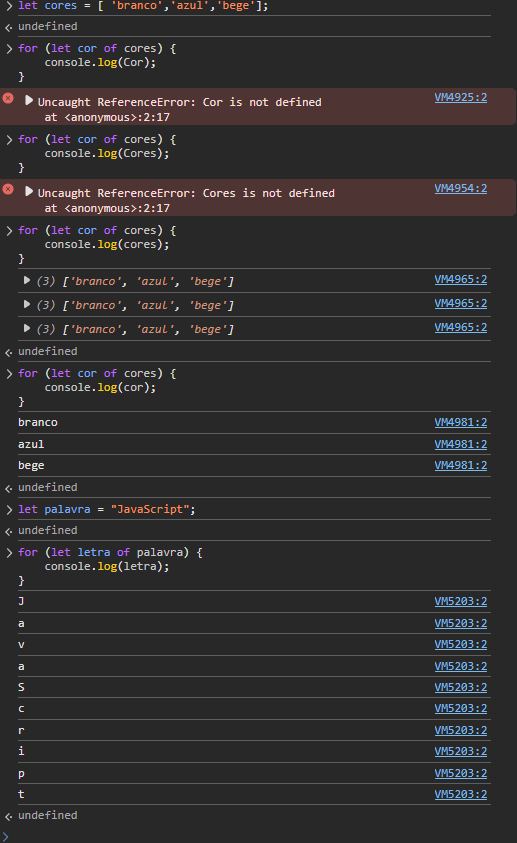 let cores = [ 'branco','azul','bege'];
undefined
for (let cor of cores) {
    console.log(Cor);
}
Uncaught ReferenceError: Cor is not defined VM4925:2
    at <anonymous>:2:17
for (let cor of cores) {
    console.log(Cores);
}
Uncaught ReferenceError: Cores is not defined VM4954:2
    at <anonymous>:2:17
for (let cor of cores) {
    console.log(cores);
}
(3) ['branco', 'azul', 'bege'] VM4965:2
(3) ['branco', 'azul', 'bege'] VM4965:2
(3) ['branco', 'azul', 'bege'] VM4965:2
undefined
for (let cor of cores) {
    console.log(cor);
}
branco VM4981:2
azul VM4981:2
bege VM4981:2
undefined
let palavra = "JavaScript";
undefined
for (let letra of palavra) {
    console.log(letra);
}
J VM5203:2
a VM5203:2
v VM5203:2
a VM5203:2
S VM5203:2
c VM5203:2
r VM5203:2
i VM5203:2
p VM5203:2
t VM5203:2
undefined